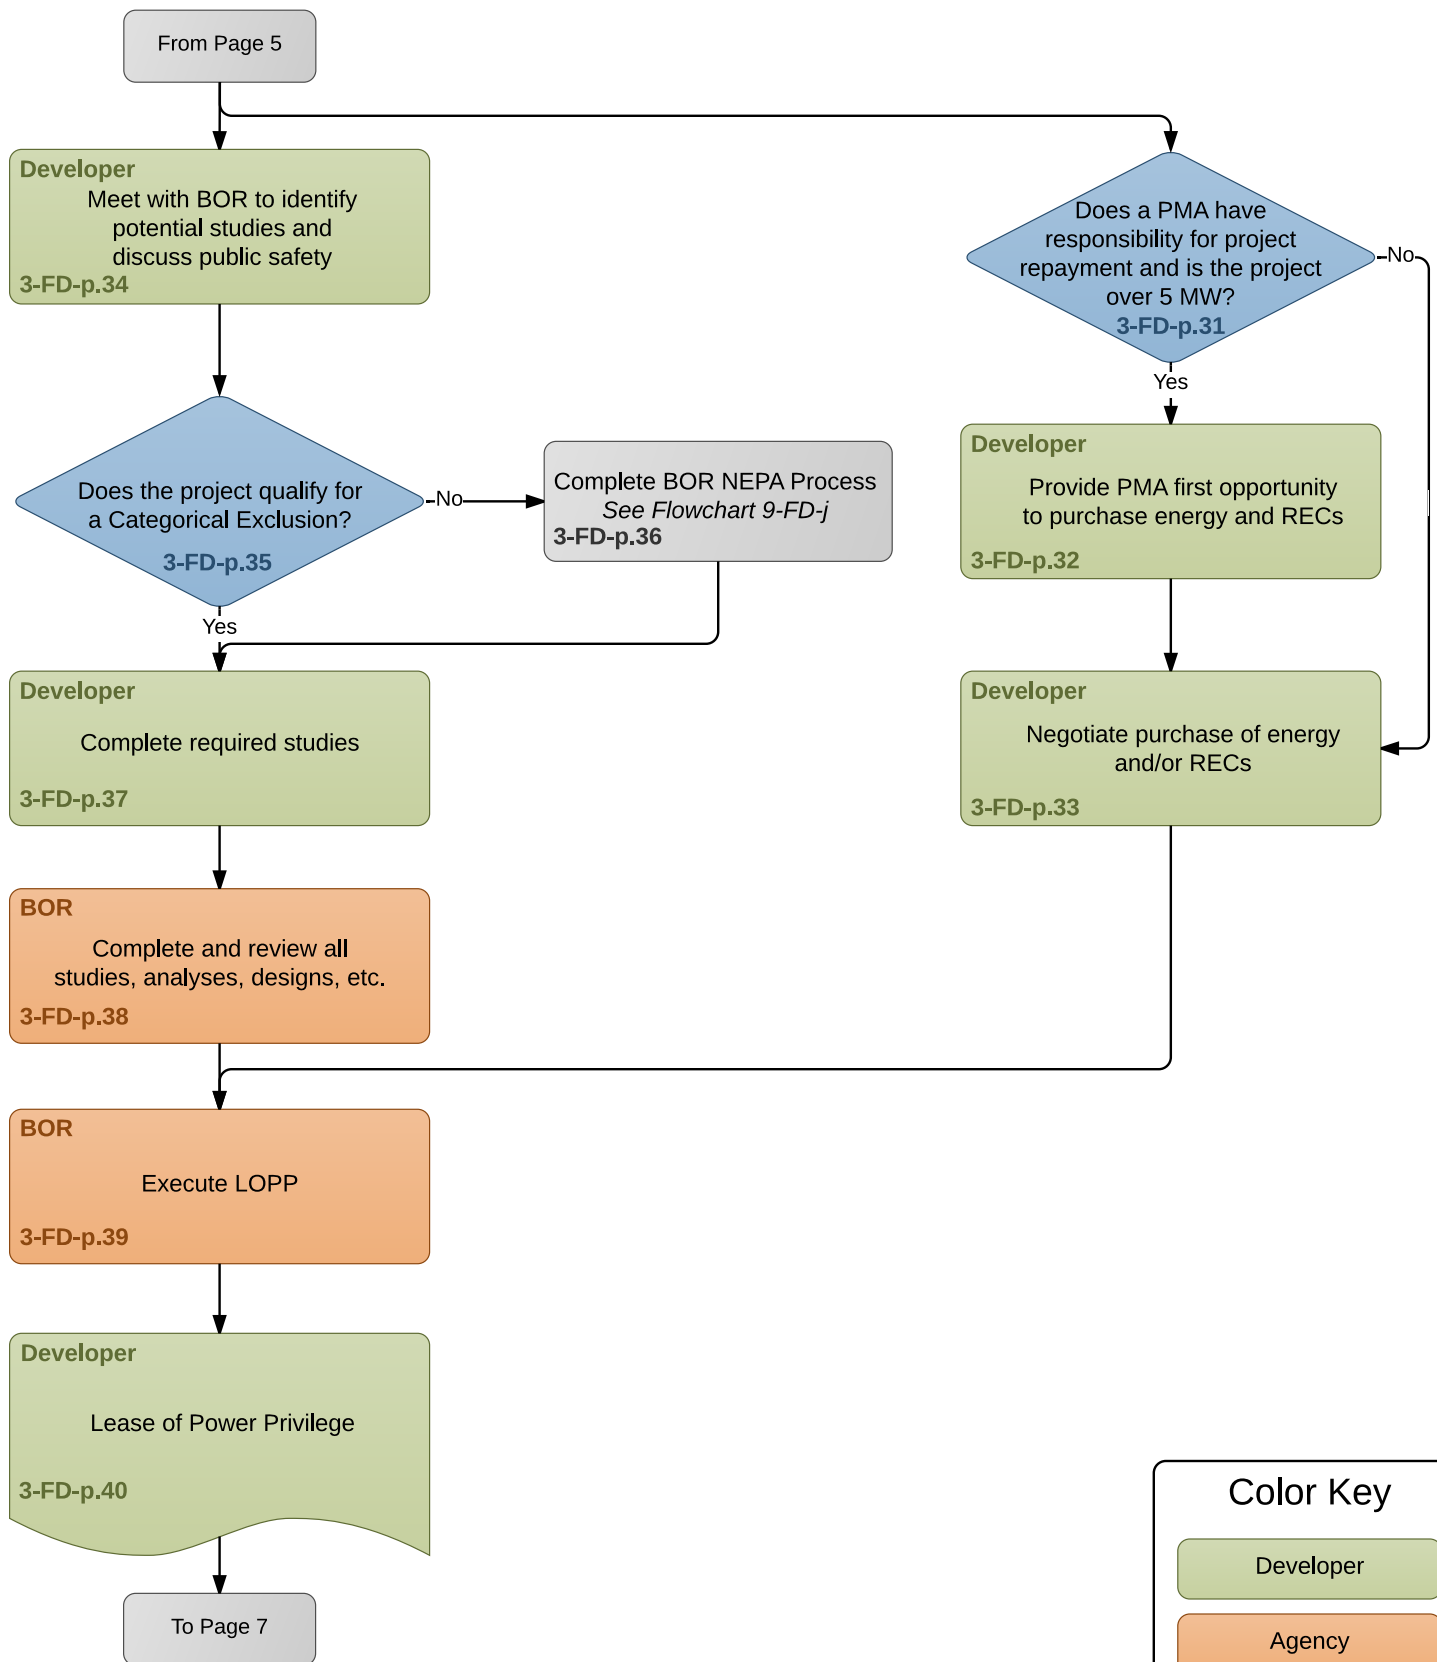 From Page 5
Developer
Meet with BOR to identify
potential studies and
discuss public safety
3-FD-p.34
Does a PMA have
responsibility for project
repayment and is the project
over 5 MW?
3-FD-p.31
No
Yes
Does the project qualify for
a Categorical Exclusion?
3-FD-p.35
No
Yes
Complete BOR NEPA Process
See Flowchart 9-FD-j
3-FD-p.36
Developer
Provide PMA first opportunity
to purchase energy and RECs
3-FD-p.32
Developer
Complete required studies
3-FD-p.37
Developer
Negotiate purchase of energy
and/or RECs
3-FD-p.33
BOR
Complete and review all
studies, analyses, designs, etc.
3-FD-p.38
BOR
Execute LOPP
3-FD-p.39
Developer
Lease of Power Privilege
3-FD-p.40
To Page 7
Color Key
Developer
Agency